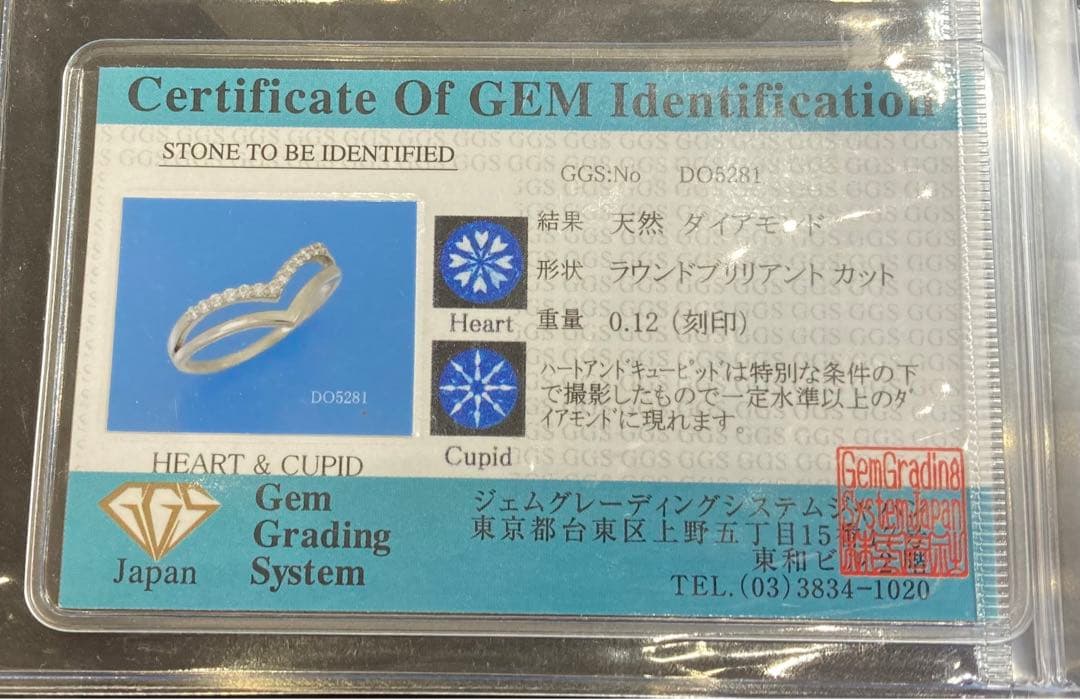 Certificate Of GEM Identification
STONE TO BE IDENTIFIED
GGS:No DO5281
結果 天然 ダイアモンド
形状 ラウンドブリリアント カット
重量 0.12 (刻印)
Heart
ハートアンドキューピッドは特別な条件の下
で撮影したもので一定水準以上のダ
イアモンドに現れます。
DO5281
Cupid
HEART & CUPID
GGS
Japan
Gem
Grading
System
ジェムグレーディングシステムジ
東京都台東区上野五丁目15
東和ビ
TEL.(03)3834-1020
GemGrading
SystemJapan